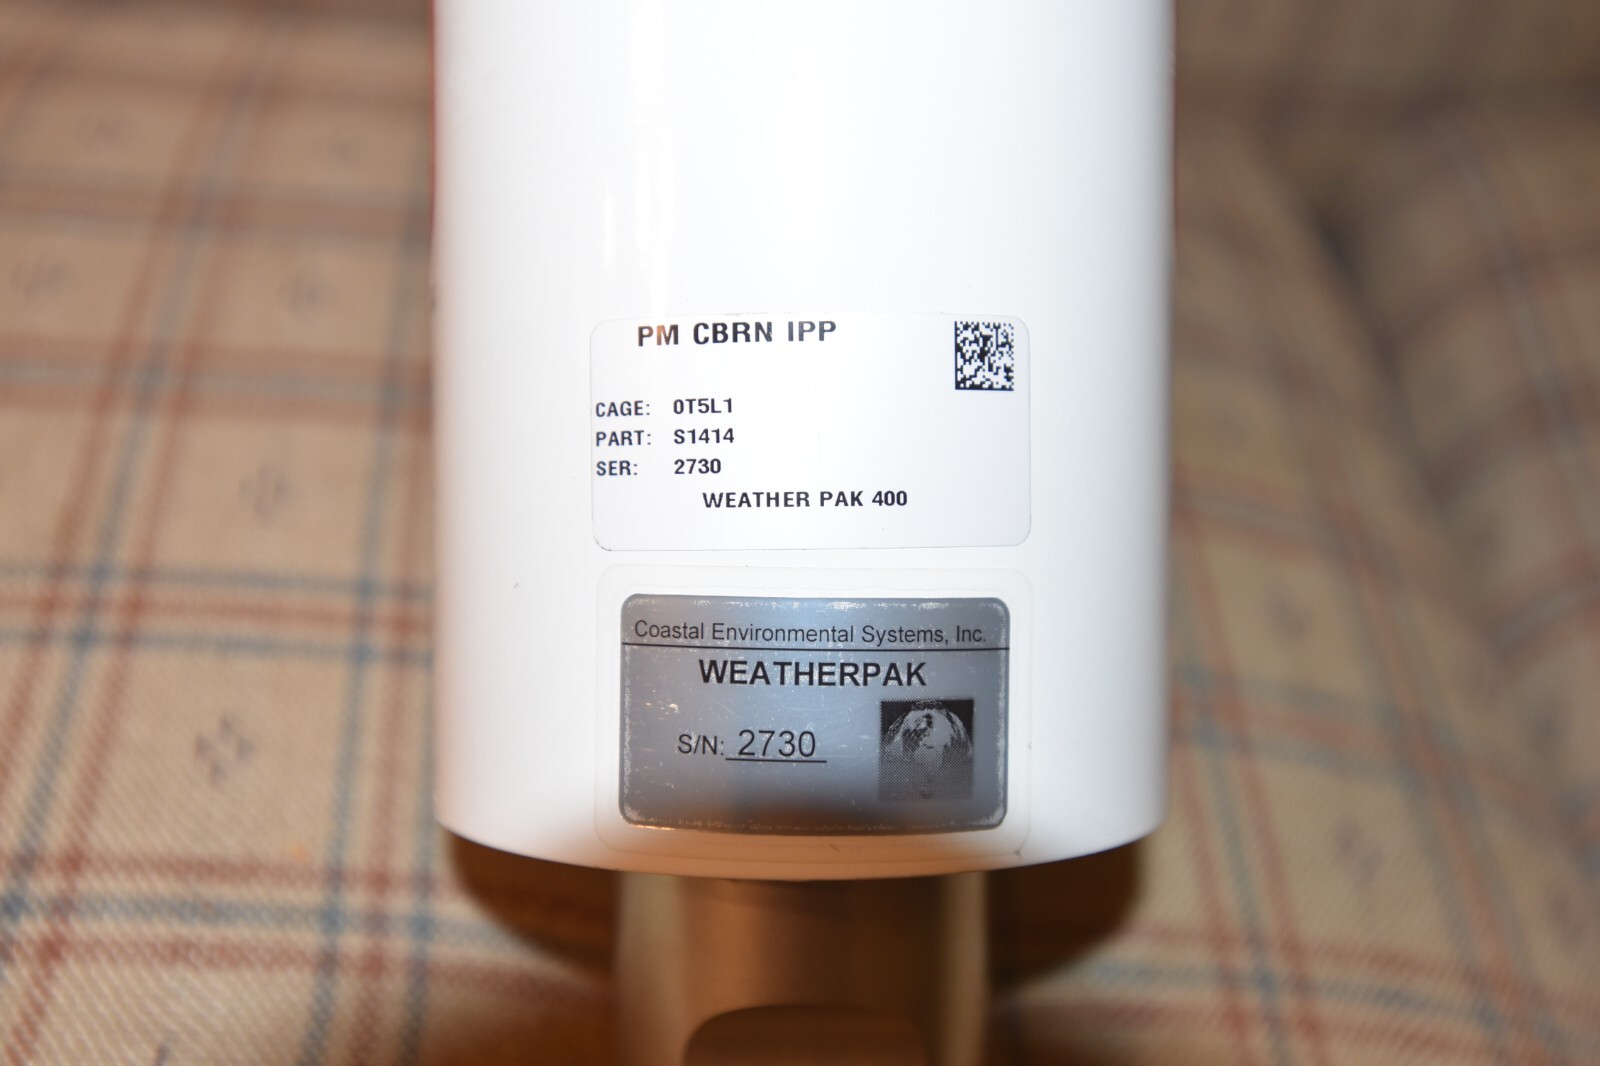 PM CBRN IPP
CAGE: 0T5L1
PART: S1414
SER: 2730
WEATHER PAK 400
Coastal Environmental Systems, Inc.
WEATHERPAK
S/N: 2730